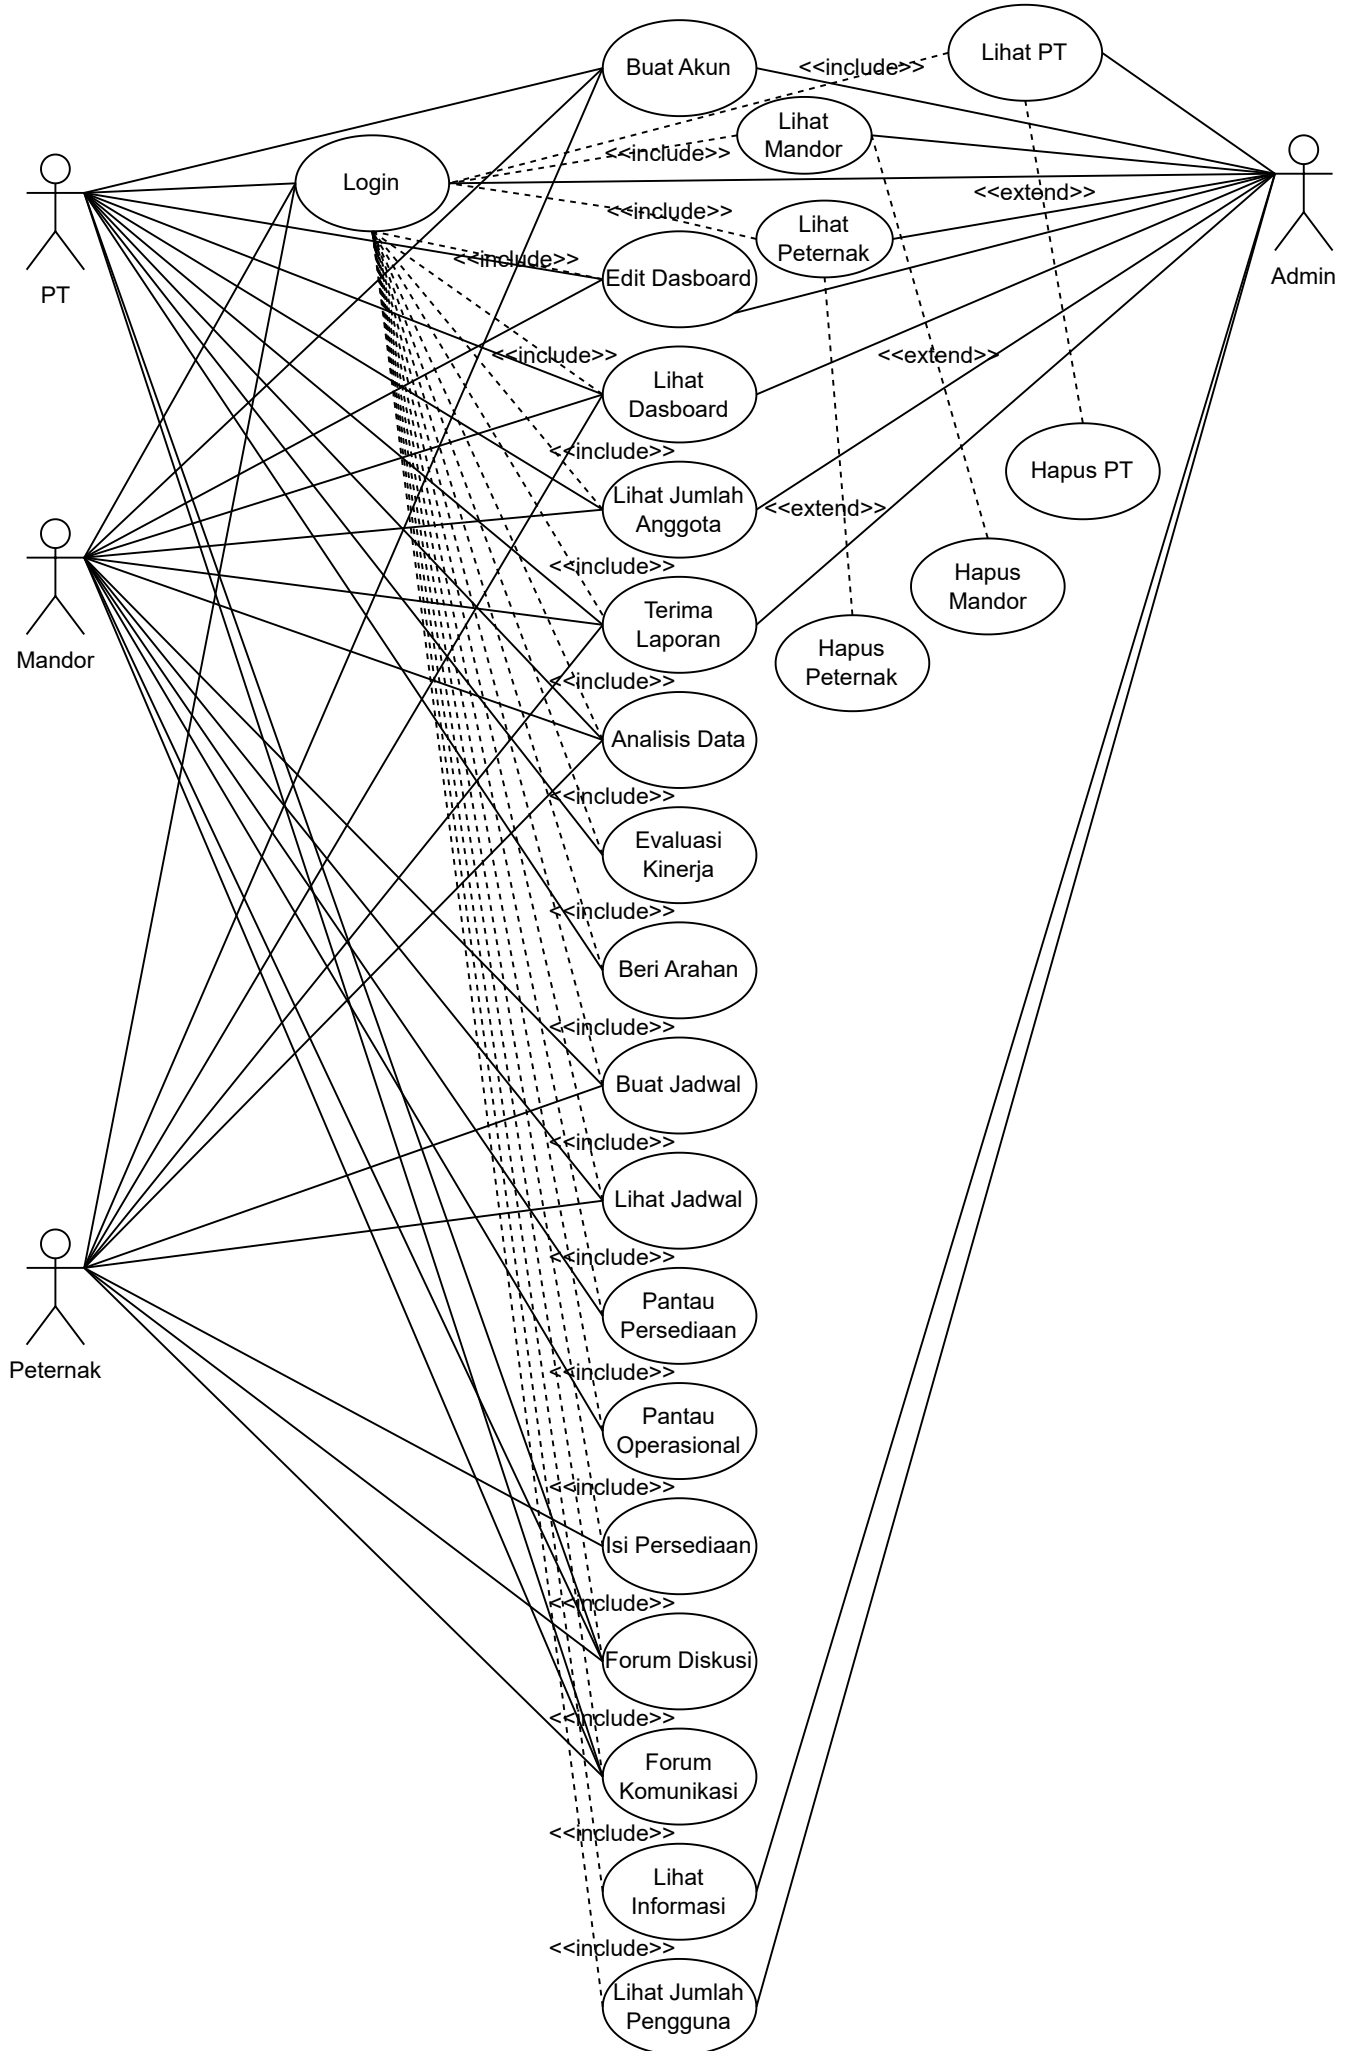 Lihat PT
Buat Akun
<<include>>
Lihat
Mandor
<<include>>
Login
<<extend>>
<<include>>
Lihat
Peternak
<<include>>
Edit Dasboard
PT
Admin
<<include>>
<<extend>>
Lihat
Dasboard
<<include>>
Hapus PT
Lihat Jumlah
Anggota
<<extend>>
<<include>>
Hapus
Mandor
Terima
Laporan
Mandor
Hapus
Peternak
<<include>>
Analisis Data
<<include>>
Evaluasi
Kinerja
<<include>>
Beri Arahan
<<include>>
Buat Jadwal
<<include>>
Lihat Jadwal
<<include>>
Pantau
Persediaan
Peternak
<<include>>
Pantau
Operasional
<<include>>
Isi Persediaan
<<include>>
Forum Diskusi
<<include>>
Forum
Komunikasi
<<include>>
Lihat
Informasi
<<include>>
Lihat Jumlah
Pengguna